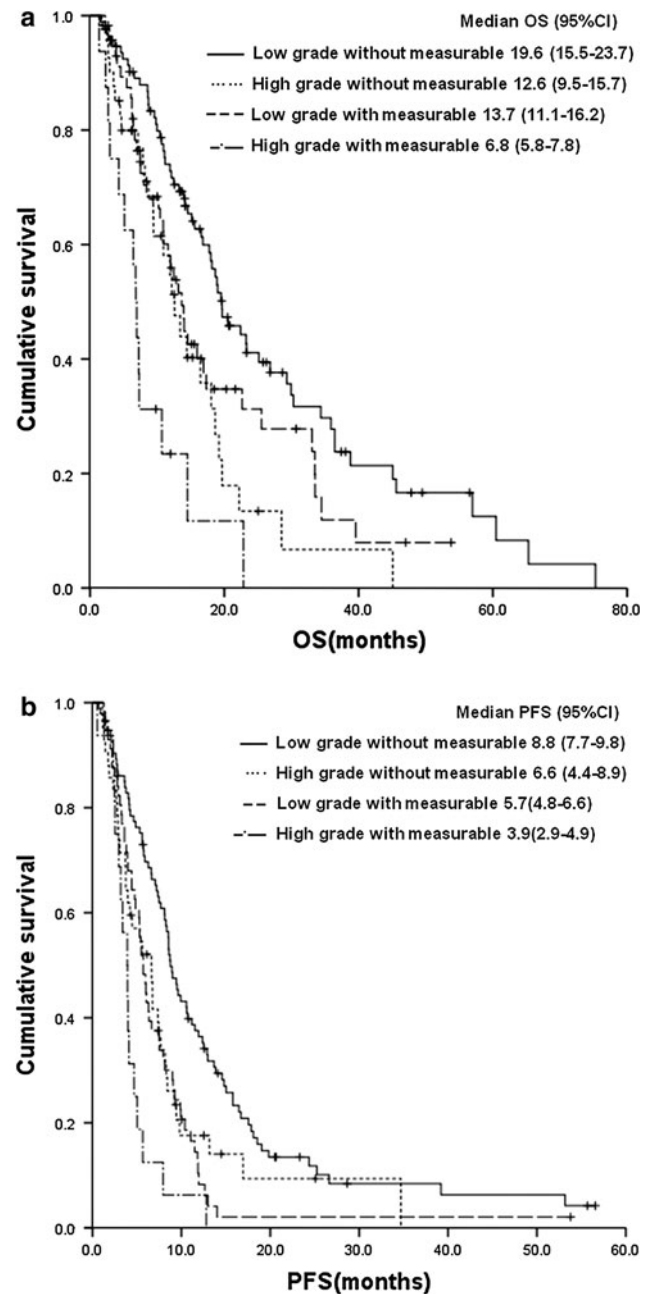 a
Median OS (95%CI)
Low grade without measurable 19.6 (15.5-23.7)
High grade without measurable 12.6 (9.5-15.7)
Low grade with measurable 13.7 (11.1-16.2)
High grade with measurable 6.8 (5.8-7.8)
Cumulative survival
1.0
0.8
0.6
0.4
0.2
0.0
0.0 20.0 40.0 60.0 80.0
OS(months)
b
Median PFS (95%CI)
Low grade without measurable 8.8 (7.7-9.8)
High grade without measurable 6.6 (4.4-8.9)
Low grade with measurable 5.7(4.8-6.6)
High grade with measurable 3.9(2.9-4.9)
Cumulative survival
1.0
0.8
0.6
0.4
0.2
0.0
0.0 10.0 20.0 30.0 40.0 50.0 60.0
PFS(months)